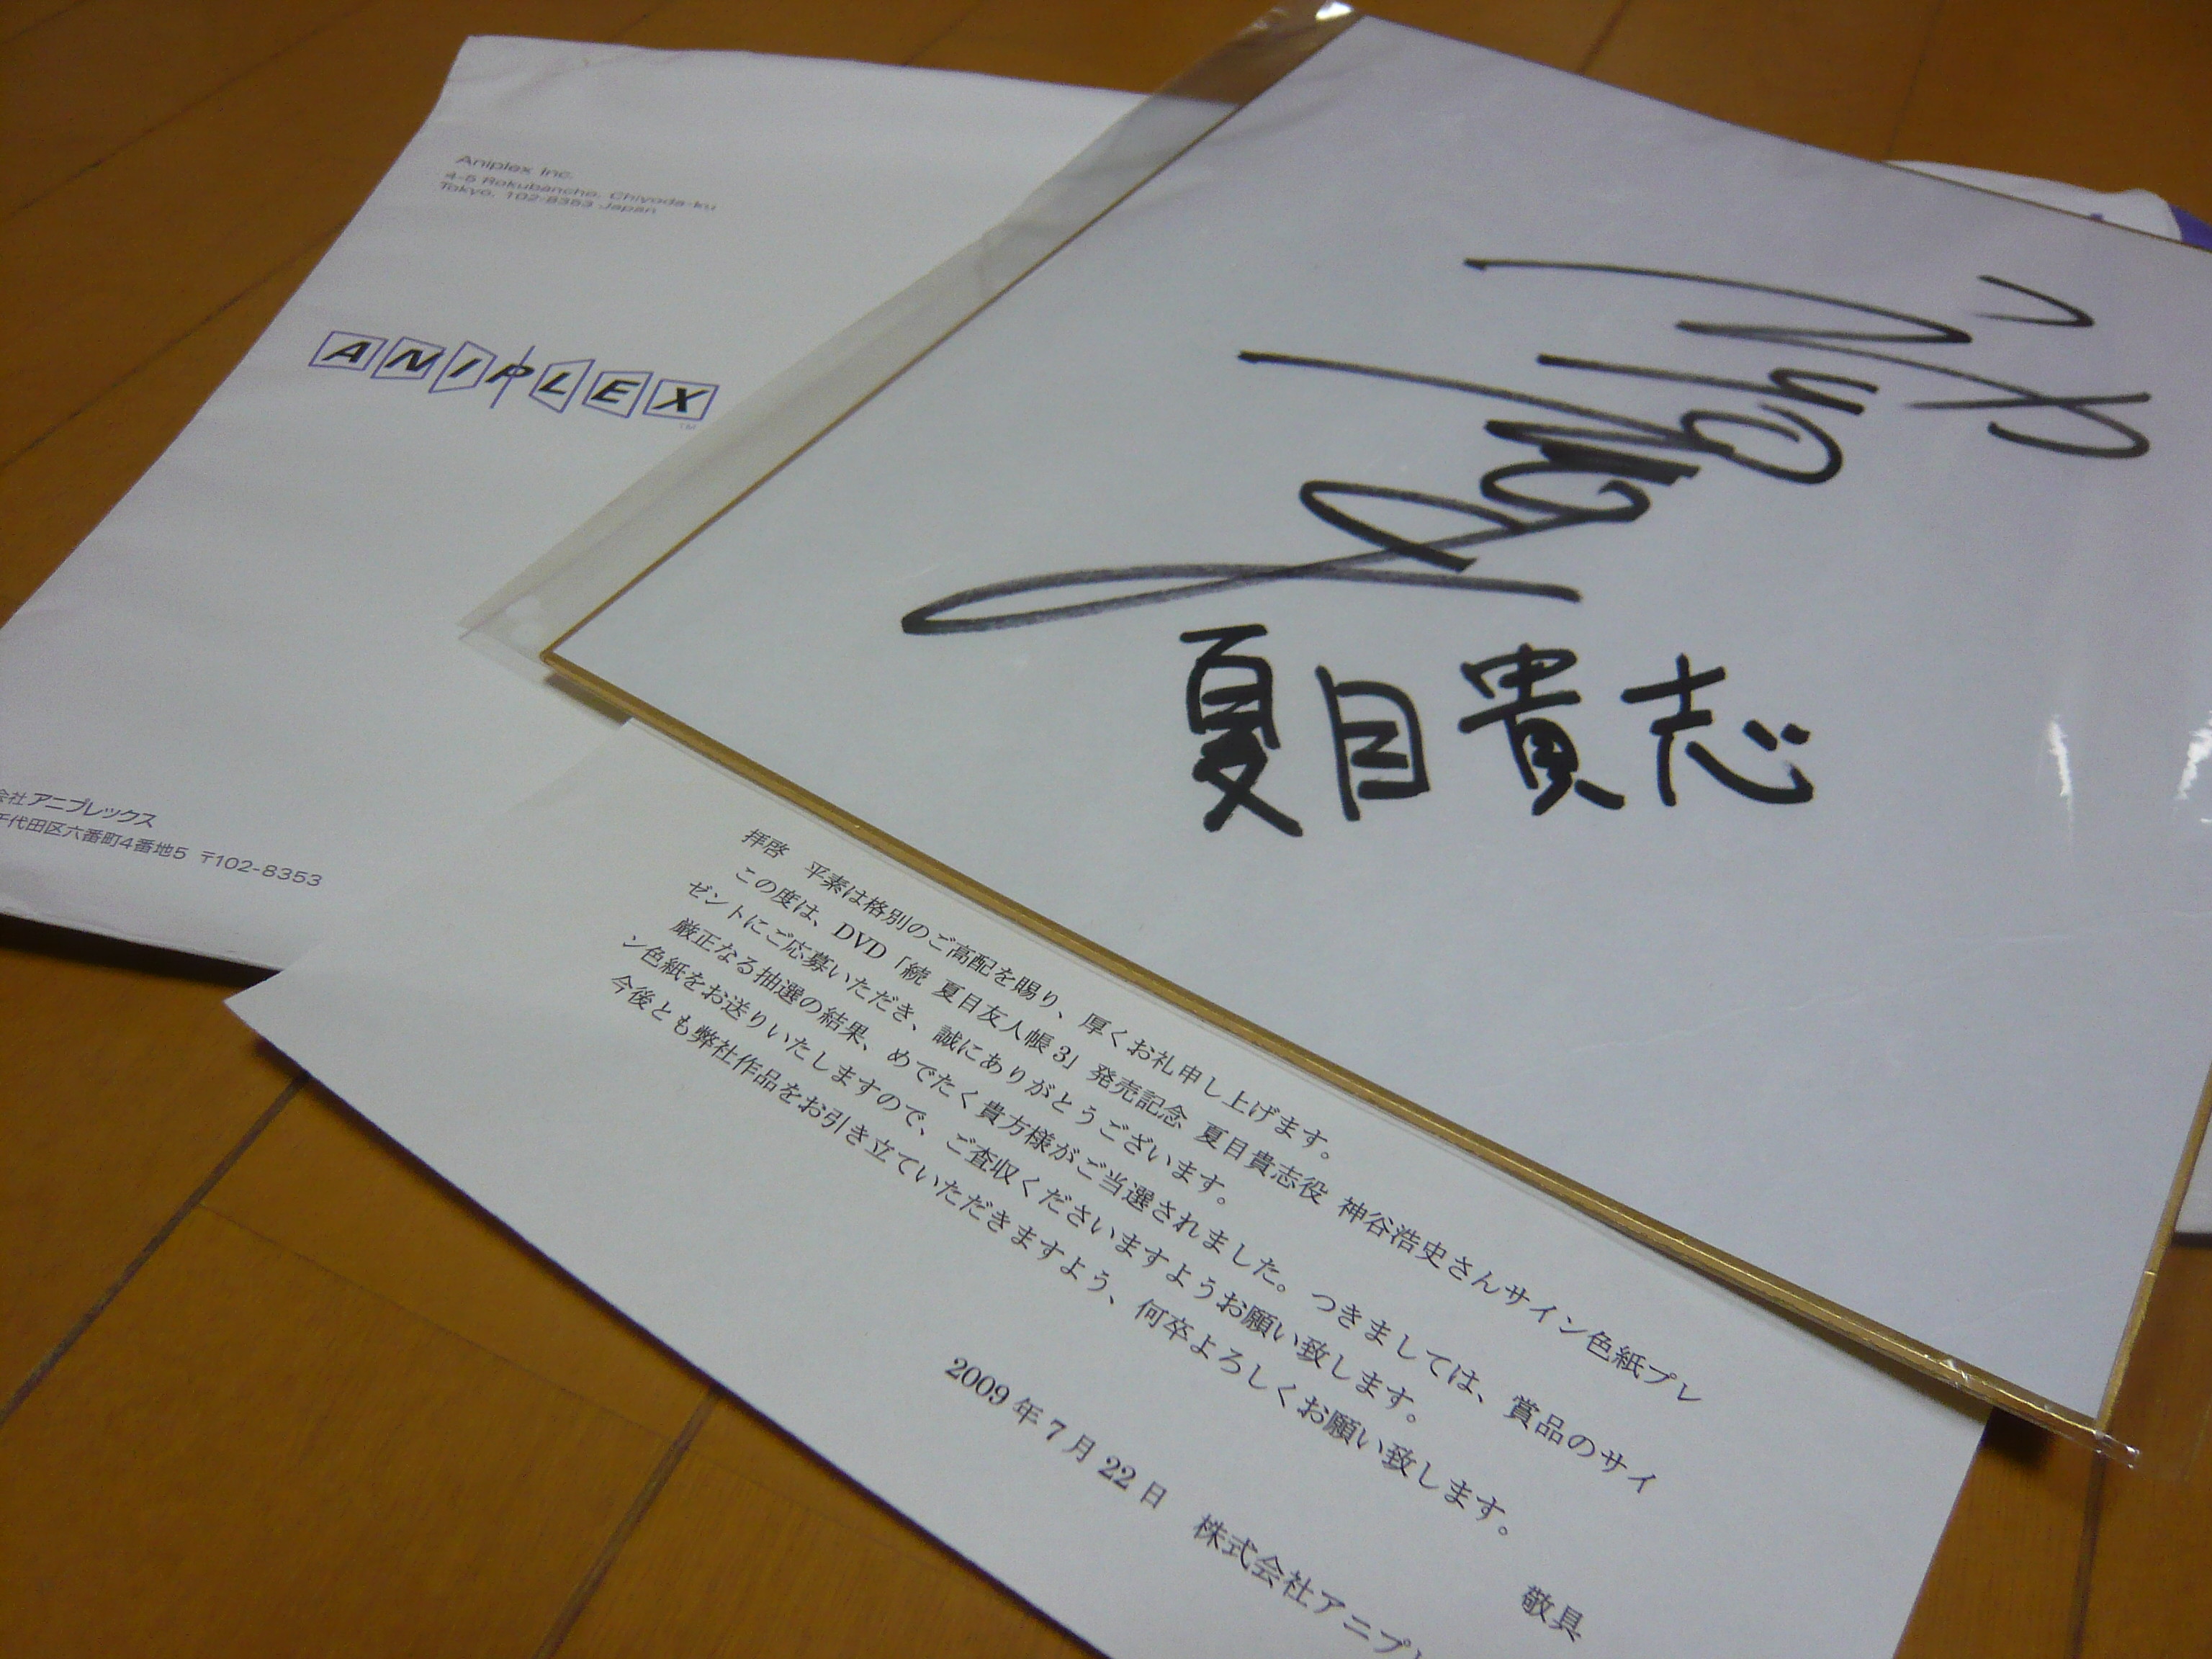 Aniplex Inc.
4-5 Rokubancho, Chiyoda-ku
Tokyo, 102-8353 Japan
ANIPLEX
TM
会社 アニプレックス
千代田区六番町4番地5 〒102-8353
夏目貴志
拝啓 平素は格別のご高配を賜り、厚くお礼申し上げます。
この度は、DVD「続 夏目友人帳 3」発売記念 夏目貴志役 神谷浩史さんサイン色紙プレ
ゼントにご応募いただき、誠にありがとうございます。
厳正なる抽選の結果、めでたく貴方様がご当選されました。つきましては、賞品のサイ
ン色紙をお送りいたしますので、ご査収くださいますようお願い致します。
今後とも弊社作品をお引き立ていただきますよう、何卒よろしくお願い致します。
敬具
2009 年 7 月 22 日 株式会社アニプレ